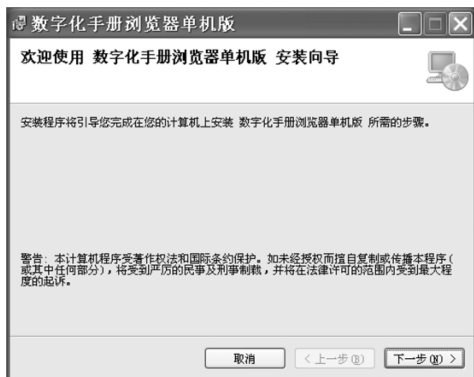 数字化手册浏览器单机版
欢迎使用 数字化手册浏览器单机版 安装向导
安装程序将引导您完成在您的计算机上安装 数字化手册浏览器单机版 所需的步骤。
警告: 本计算机程序受著作权法和国际条约保护。如未经授权而擅自复制或传播本程序(
或其中任何部分)，将受到严厉的民事及刑事制裁，并将在法律许可的范围内受到最大程
度的起诉。
取消 < 上一步(B) 下一步(N) >